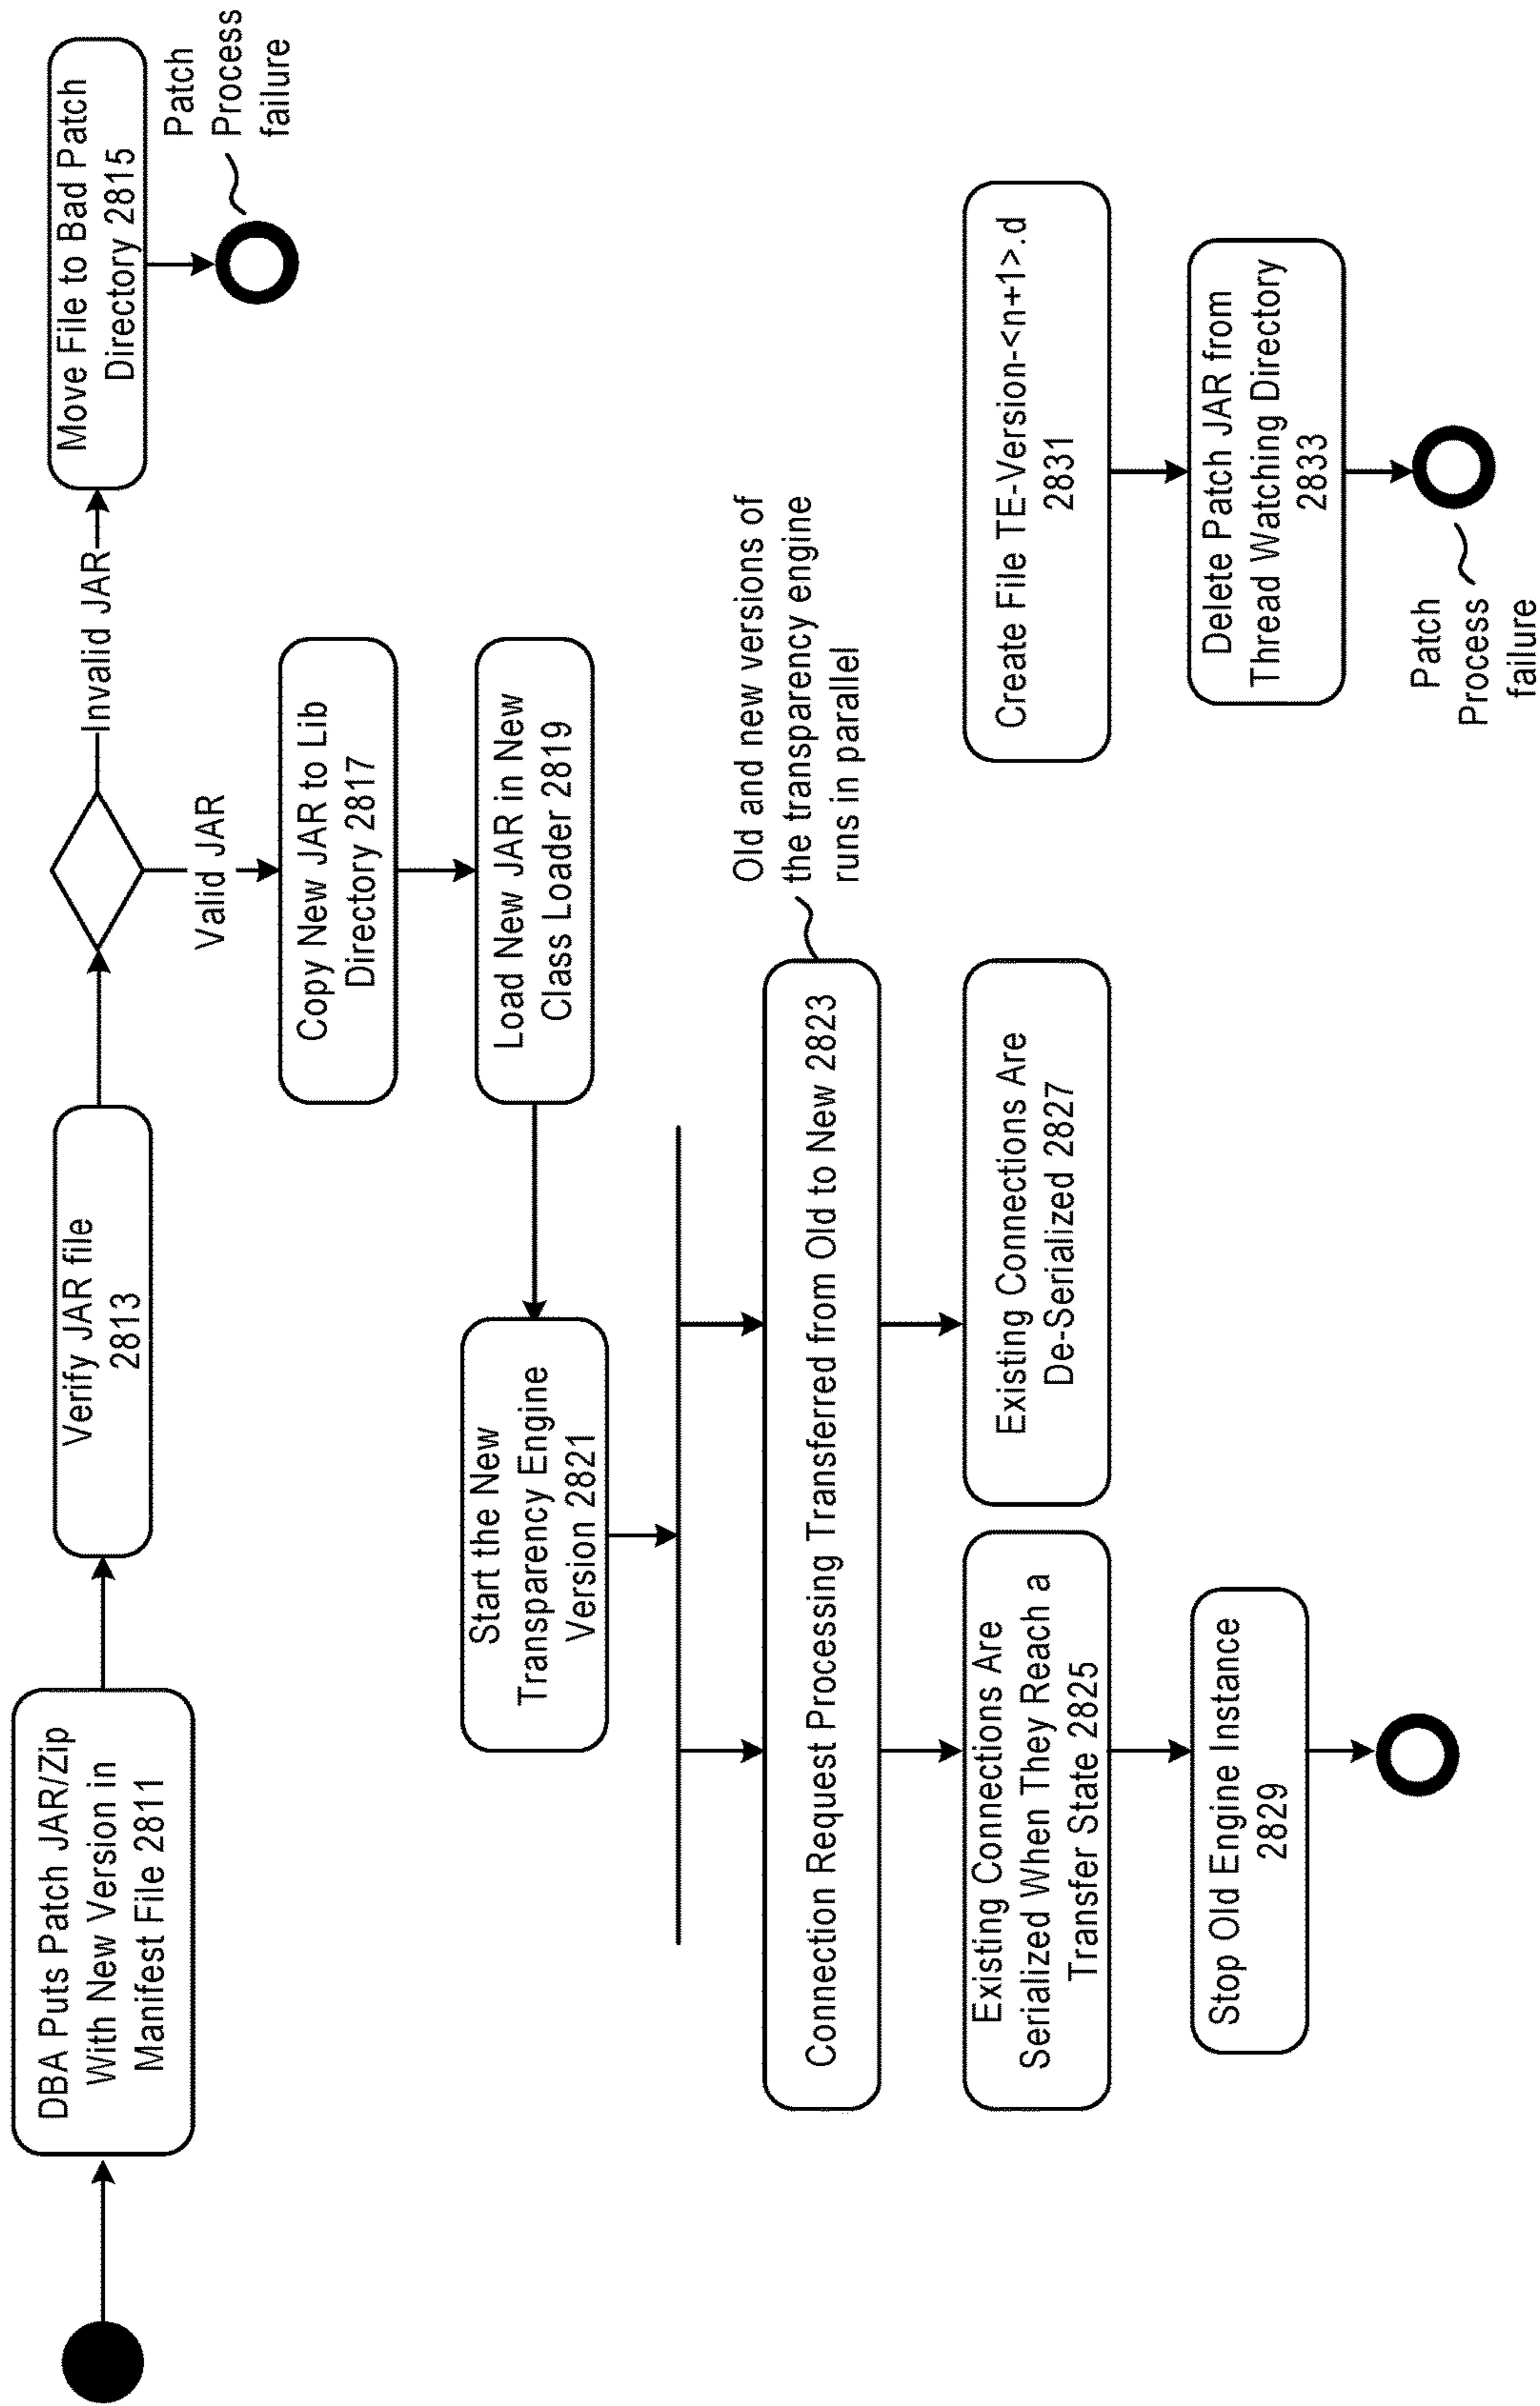 DBA Puts Patch JAR/Zip
With New Version in
Manifest File 2811
Verify JAR file
2813
Invalid JAR
Move File to Bad Patch
Directory 2815
Patch
Process
failure
Valid JAR
Copy New JAR to Lib
Directory 2817
Load New JAR in New
Class Loader 2819
Start the New
Transparency Engine
Version 2821
Old and new versions of
the transparency engine
runs in parallel
Connection Request Processing Transferred from Old to New 2823
Existing Connections Are
Serialized When They Reach a
Transfer State 2825
Existing Connections Are
De-Serialized 2827
Create File TE-Version-<n+1>.d
2831
Stop Old Engine Instance
2829
Delete Patch JAR from
Thread Watching Directory
2833
Patch
Process
failure